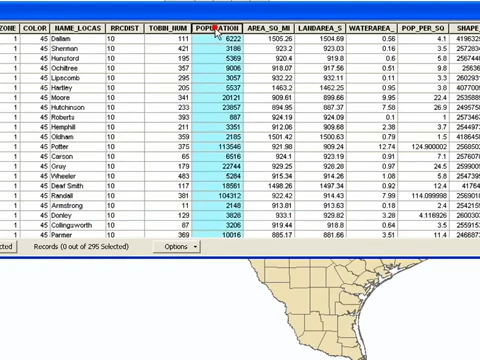 ZONE COLOR NAME_LOCAS RRCDIST TOBIN_NUM POPULATION AREA_SQ_MI LANDAREA_S WATERAREA_ POP_PER_SQ SHAPE_
1 45 Dallam 10 111 6222 1505.26 1504.69 0.56 4.1 4196325
1 45 Sherman 10 421 3186 923.2 923.03 0.16 3.5 2572834
1 45 Hansford 10 195 5369 920.4 919.8 0.6 5.8
1 45 Ochiltree 10 357 9006 918.07 917.56 0.51 9.8 25636
1 45 Lipscomb 10 295 3057 932.22 932.11 0.11 3.3 2602931
1 45 Hartley 10 205 5537 1463.2 1462.25 0.95 3.8 4077005
1 45 Moore 10 341 20121 909.61 899.66 9.95 22.4 2535885
1 45 Hutchinson 10 233 23857 894.95 887.37 7.58 26.9 2495756
1 45 Roberts 10 393 887 924.19 924.09 0.1
1 45 Hemphill 10 211 3351 912.06 909.68 2.38 3.7
1 45 Oldham 10 359 2185 1501.42 1500.63 0.79 1.5 4186458
1 45 Potter 10 375 113546 921.98 909.24 12.74 124.900002
1 45 Carson 10 65 6516 924.1 923.19 0.91 7.1
1 45 Gray 10 179 22744 929.25 928.28 0.97 24.5
1 45 Wheeler 10 483 5284 915.34 914.26 1.08 5.8
1 45 Deaf Smith 10 117 18561 1498.26 1497.34 0.92 12.4
1 45 Randall 10 381 104312 922.42 914.43 7.99 114.099998
1 45 Armstrong 10 11 2148 913.81 913.63 0.18 2.4
1 45 Donley 10 129 3828 933.1 929.82 3.28 4.116926
1 45 Collingsworth 10 87 3206 919.44 918.8 0.64 3.5
1 45 Parmer 10 369 10016 885.17 881.66 3.51 11.4
Records (0 out of 295 Selected) Options